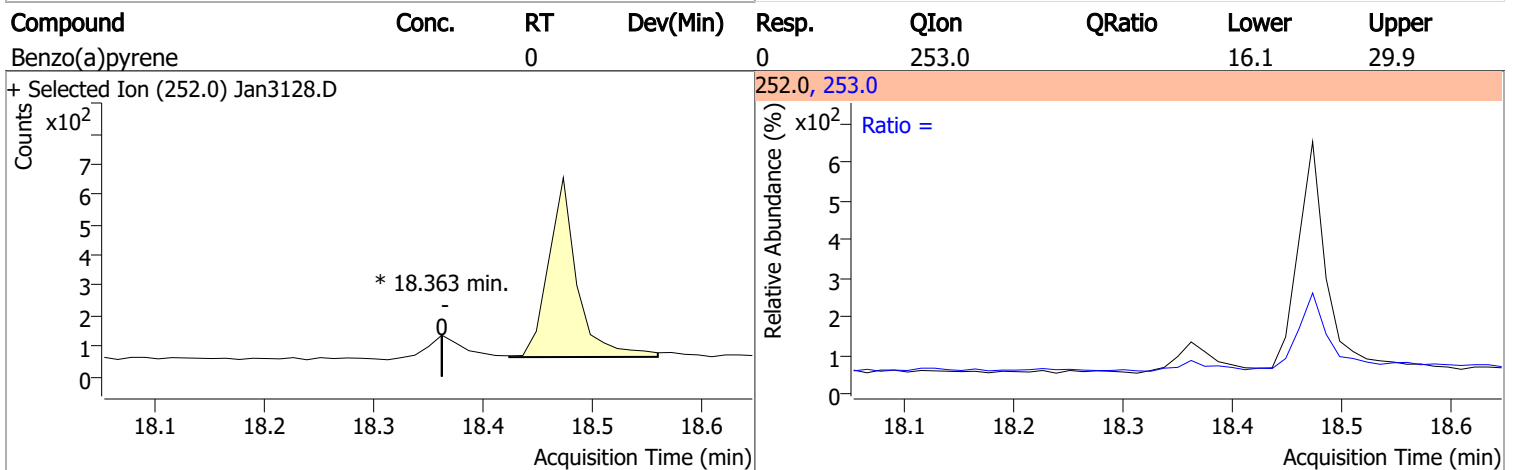 Compound Conc. RT Dev(Min) Resp. QIon QRatio Lower Upper
Benzo(a)pyrene 0 0 253.0 16.1 29.9
+ Selected Ion (252.0) Jan3128.D
Counts
x10²
7
6
5
4
3
2
1
0
* 18.363 min.
-
0
18.1 18.2 18.3 18.4 18.5 18.6
Acquisition Time (min)
252.0, 253.0
Relative Abundance (%)
x10²
Ratio =
6
5
4
3
2
1
0
18.1 18.2 18.3 18.4 18.5 18.6
Acquisition Time (min)